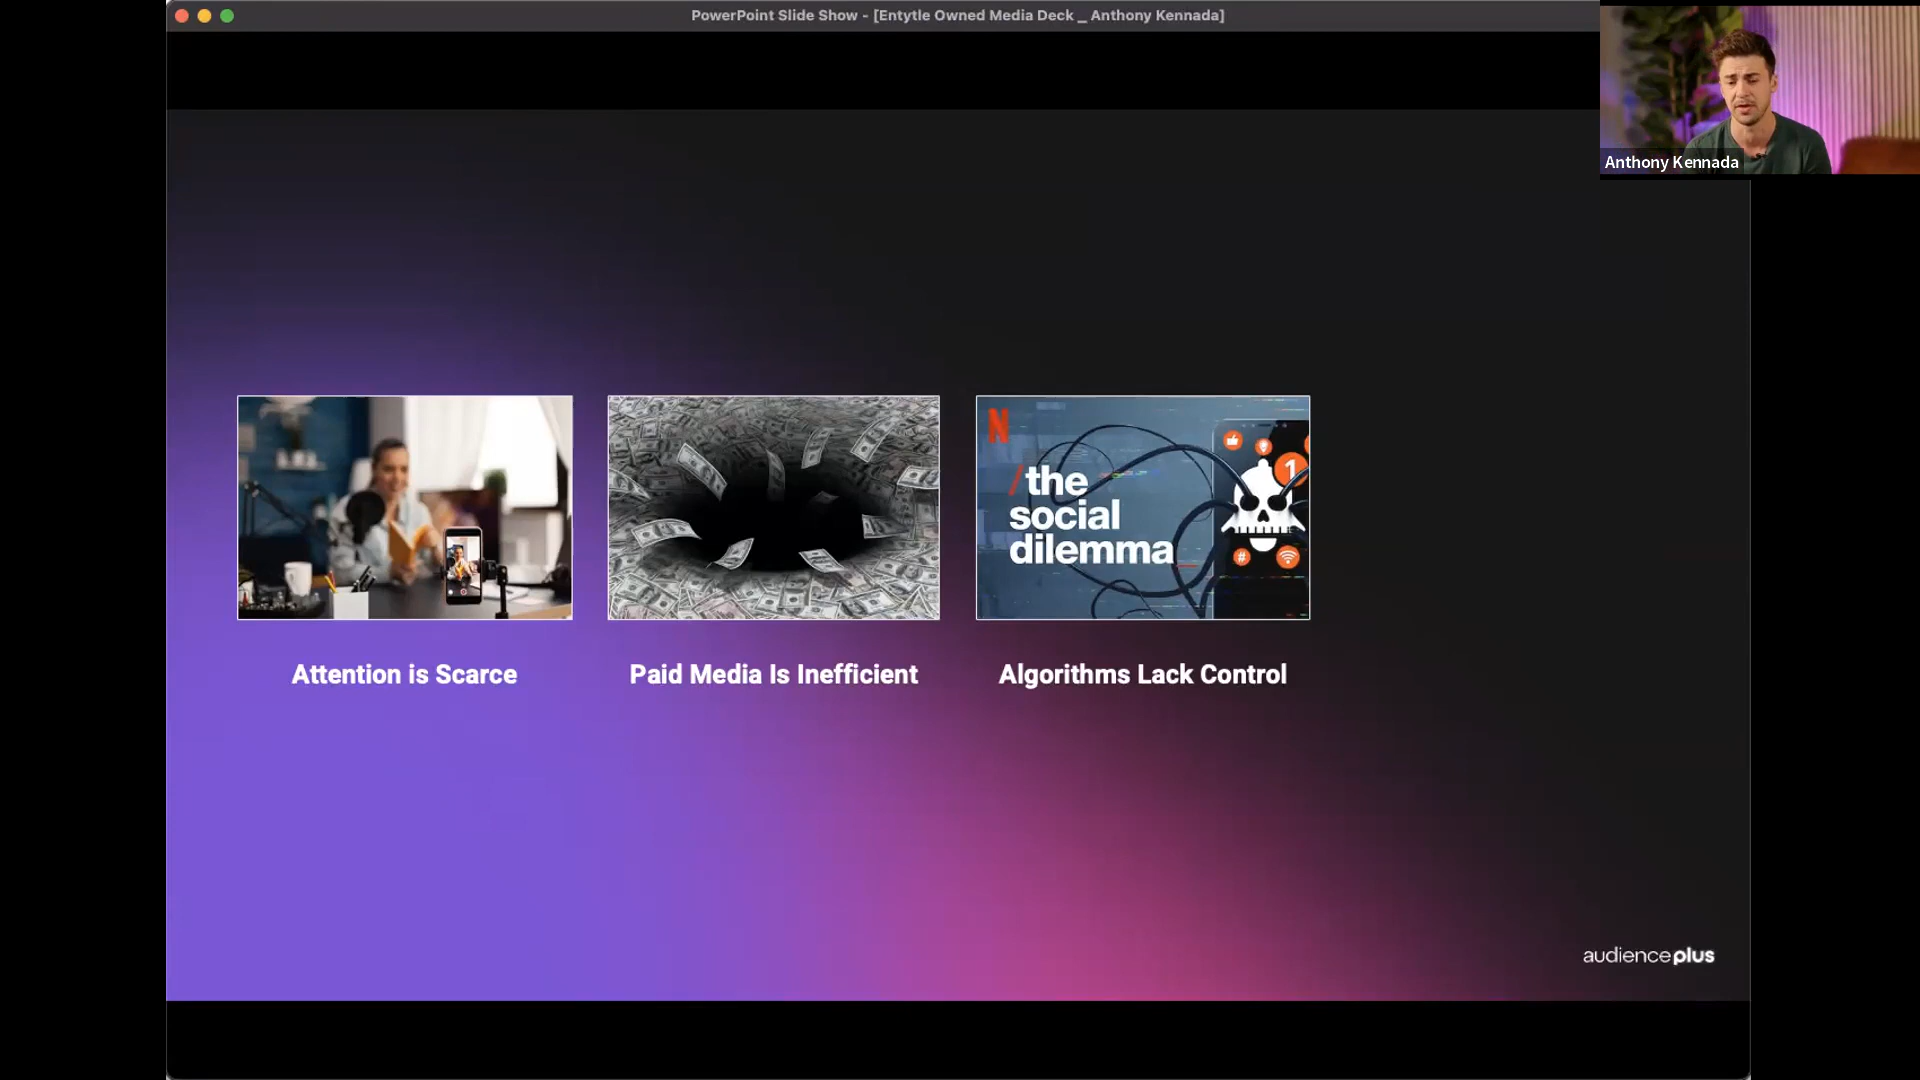 PowerPoint Slide Show - [Entytle Owned Media Deck _ Anthony Kennada]
Anthony Kennada
N
/the
social
dilemma
1
#
Attention is Scarce
Paid Media Is Inefficient
Algorithms Lack Control
audienceplus